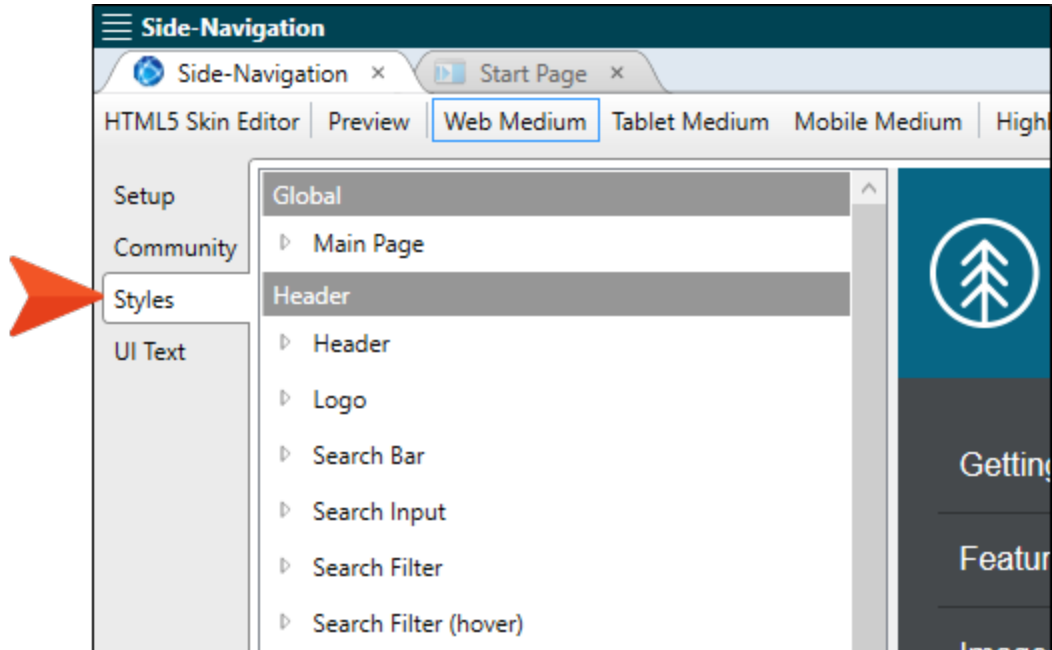 Side-Navigation
Side-Navigation × Start Page ×
HTML5 Skin Editor Preview Web Medium Tablet Medium Mobile Medium
Setup
Community
Styles
UI Text
Global
Main Page
Header
Header
Logo
Search Bar
Search Input
Search Filter
Search Filter (hover)